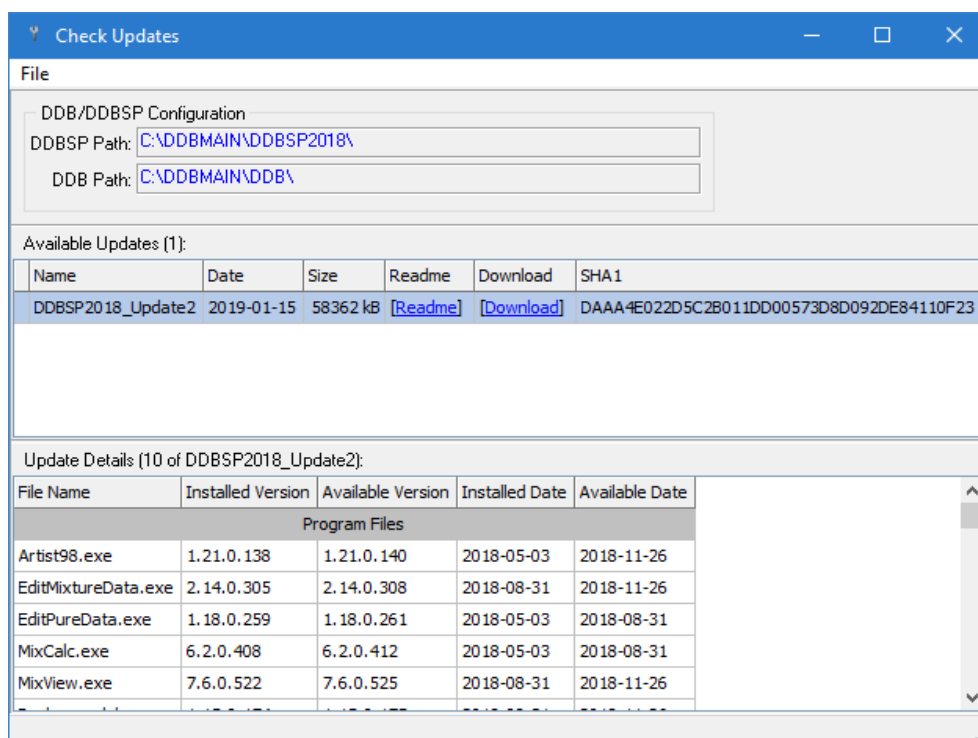 Check Updates
File
DDB/DDBSP Configuration
DDBSP Path: C:\DDBMAIN\DDBSP2018\
DDB Path: C:\DDBMAIN\DDB\
Available Updates (1):
Name Date Size Readme Download SHA1
DDBSP2018_Update2 2019-01-15 58362 kB [Readme] [Download] DAAA4E022D5C2B011DD00573D8D092DE84110F23
Update Details (10 of DDBSP2018_Update2):
File Name Installed Version Available Version Installed Date Available Date
Program Files
Artist98.exe 1.21.0.138 1.21.0.140 2018-05-03 2018-11-26
EditMixtureData.exe 2.14.0.305 2.14.0.308 2018-08-31 2018-11-26
EditPureData.exe 1.18.0.259 1.18.0.261 2018-05-03 2018-08-31
MixCalc.exe 6.2.0.408 6.2.0.412 2018-05-03 2018-08-31
MixView.exe 7.6.0.522 7.6.0.525 2018-08-31 2018-11-26